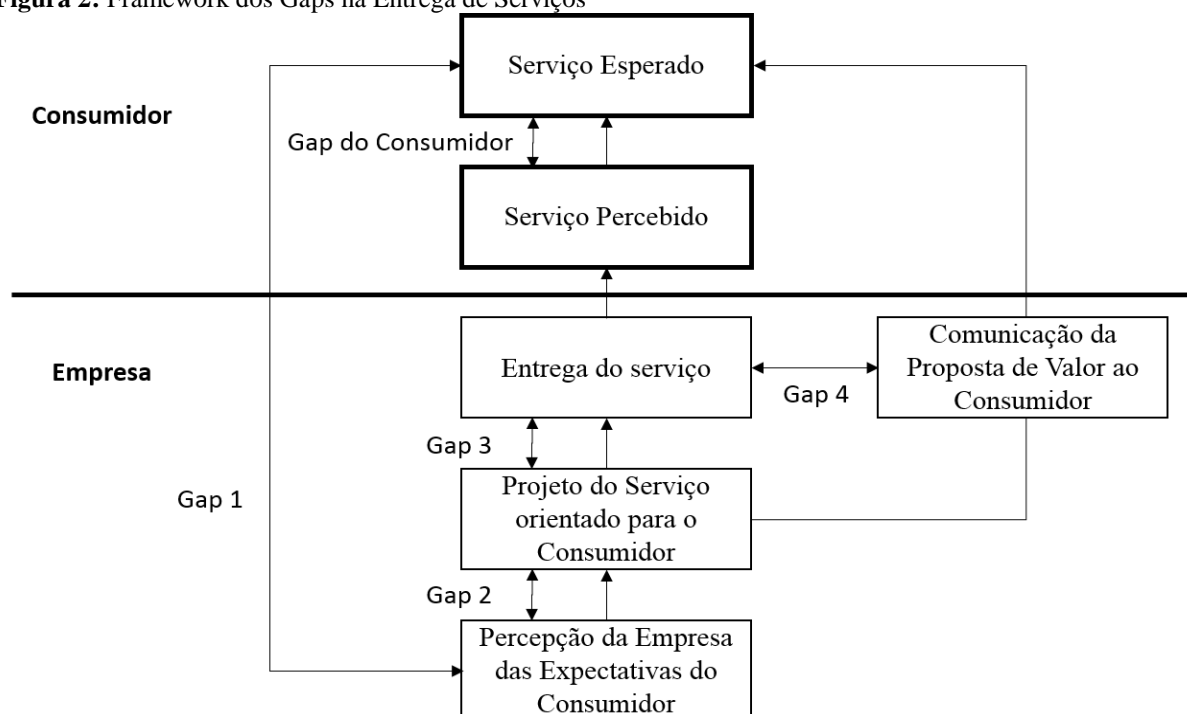 Figura 2: Framework dos Gaps na Entrega de Serviços
Serviço Esperado
Consumidor
Gap do Consumidor
Serviço Percebido
Empresa
Entrega do serviço
Gap 4
Comunicação da
Proposta de Valor ao
Consumidor
Gap 3
Gap 1
Projeto do Serviço
orientado para o
Consumidor
Gap 2
Percepção da Empresa
das Expectativas do
Consumidor